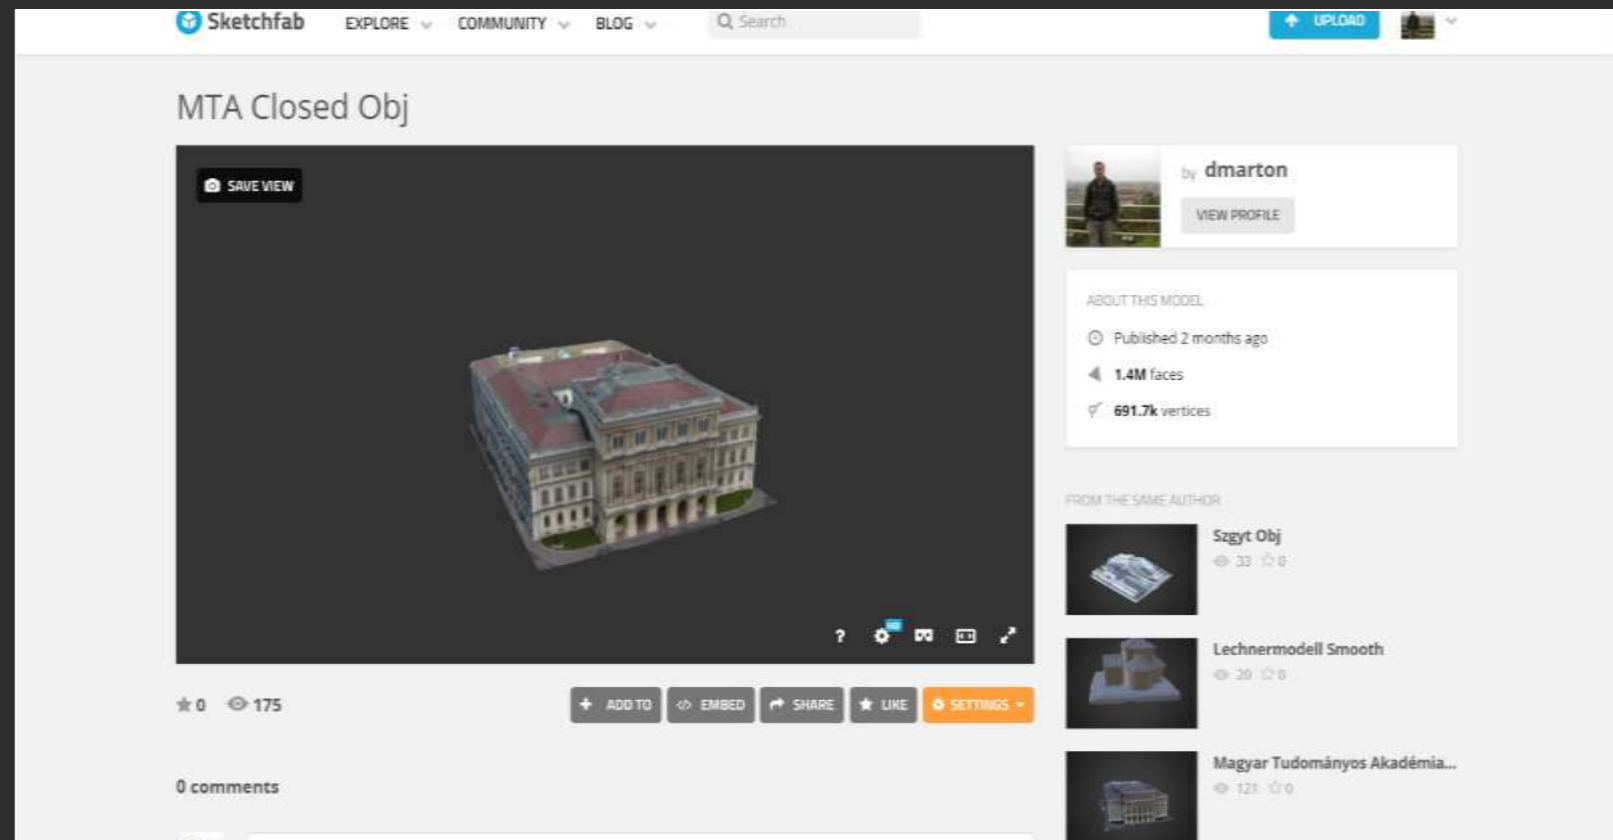 Sketchfab EXPLORE COMMUNITY BLOG Search UPLOAD
MTA Closed Obj
SAVE VIEW
by dmarton
VIEW PROFILE
ABOUT THIS MODEL
Published 2 months ago
1.4M faces
691.7k vertices
? HD
0 175
+ ADD TO </> EMBED SHARE LIKE SETTINGS
0 comments
FROM THE SAME AUTHOR
Szgyt Obj
33 0
Lechnermodell Smooth
20 0
Magyar Tudományos Akadémia...
121 0